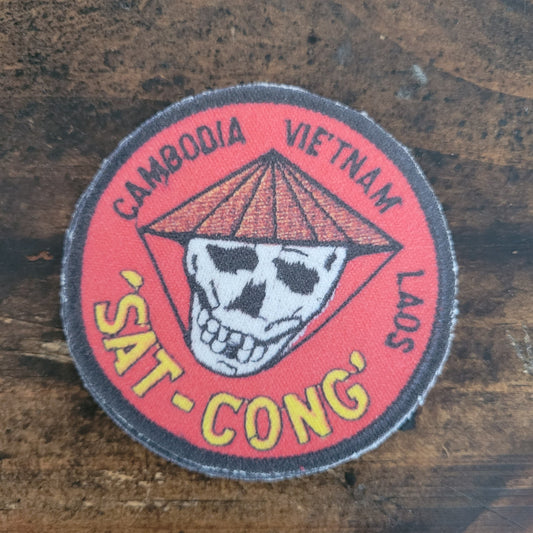 CAMBODIA VIETNAM LAOS
'SAT-CONG'